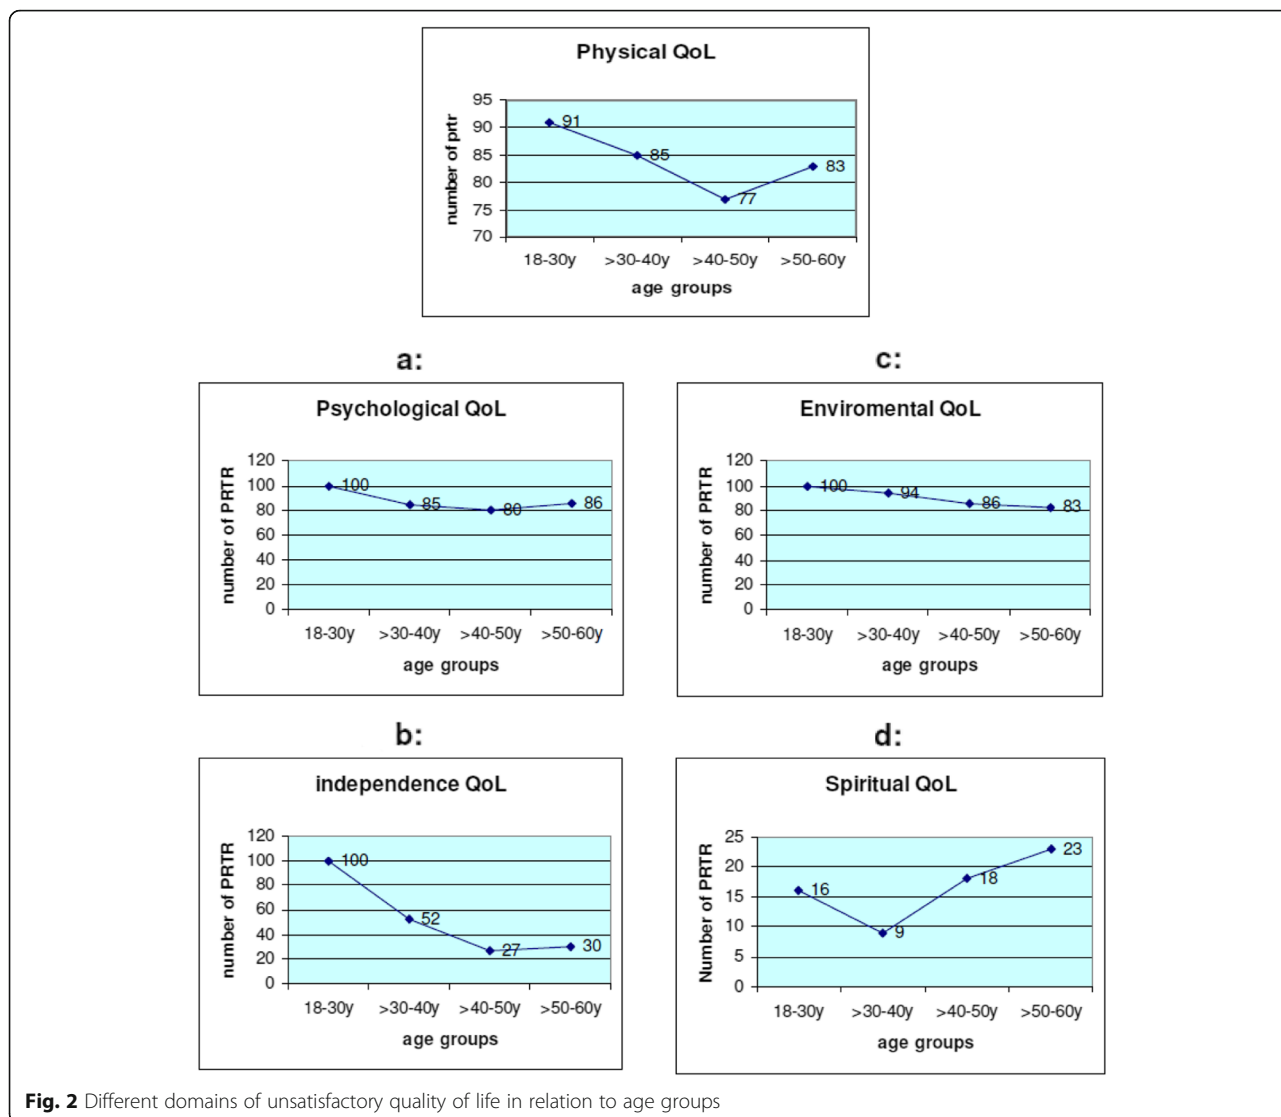 Physical QoL
number of prtr
95
90
85
80
75
70
91
85
77
83
18-30y >30-40y >40-50y >50-60y
age groups
a:
Psychological QoL
number of PRTR
120
100
80
60
40
20
0
100
85
80
86
18-30y >30-40y >40-50y >50-60y
age groups
c:
Enviromental QoL
number of PRTR
120
100
80
60
40
20
0
100
94
86
83
18-30y >30-40y >40-50y >50-60y
age groups
b:
independence QoL
number of PRTR
120
100
80
60
40
20
0
100
52
27
30
18-30y >30-40y >40-50y >50-60y
age groups
d:
Spiritual QoL
Number of PRTR
25
20
15
10
5
0
16
9
18
23
18-30y >30-40y >40-50y >50-60y
age groups
Fig. 2 Different domains of unsatisfactory quality of life in relation to age groups